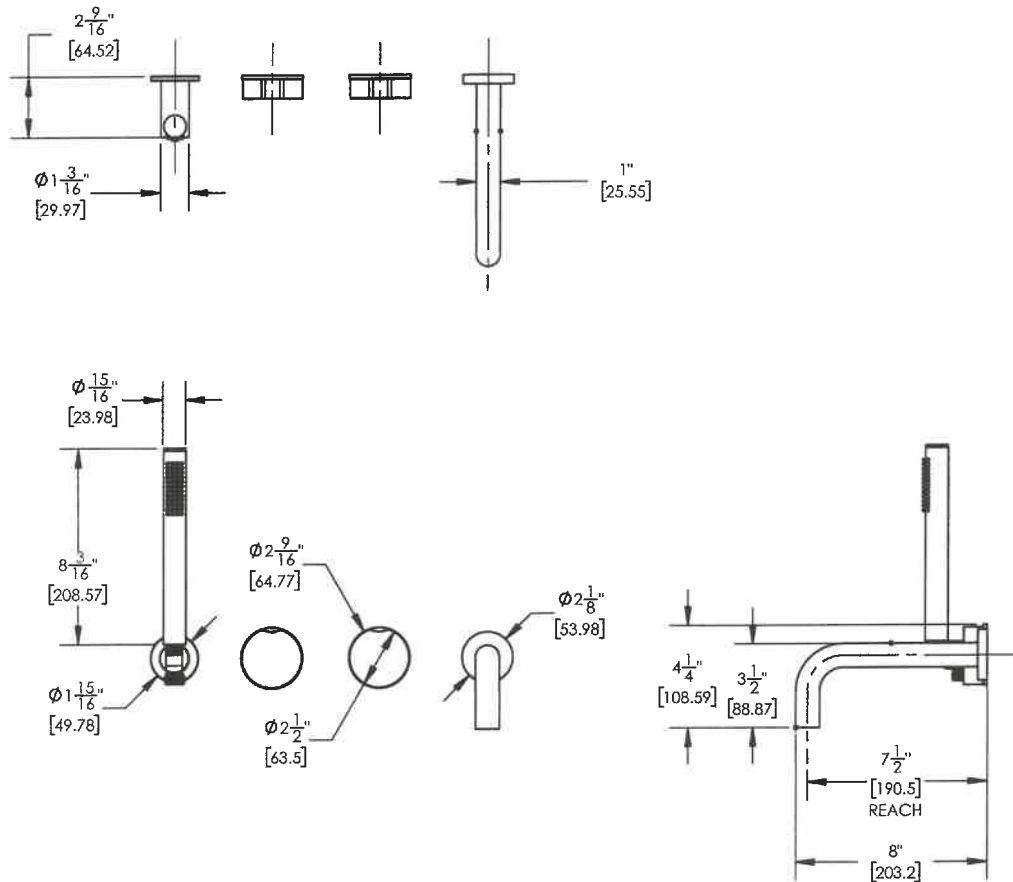 2 9/16"
[64.52]
Ø1 3/16"
[29.97]
1"
[25.55]
Ø 15/16"
[23.98]
8 3/16"
[208.57]
Ø2 9/16"
[64.77]
Ø2 1/8"
[53.98]
Ø1 15/16"
[49.78]
Ø2 1/2"
[63.5]
4 1/4"
[108.59]
3 1/2"
[88.87]
7 1/2"
[190.5]
REACH
8"
[203.2]